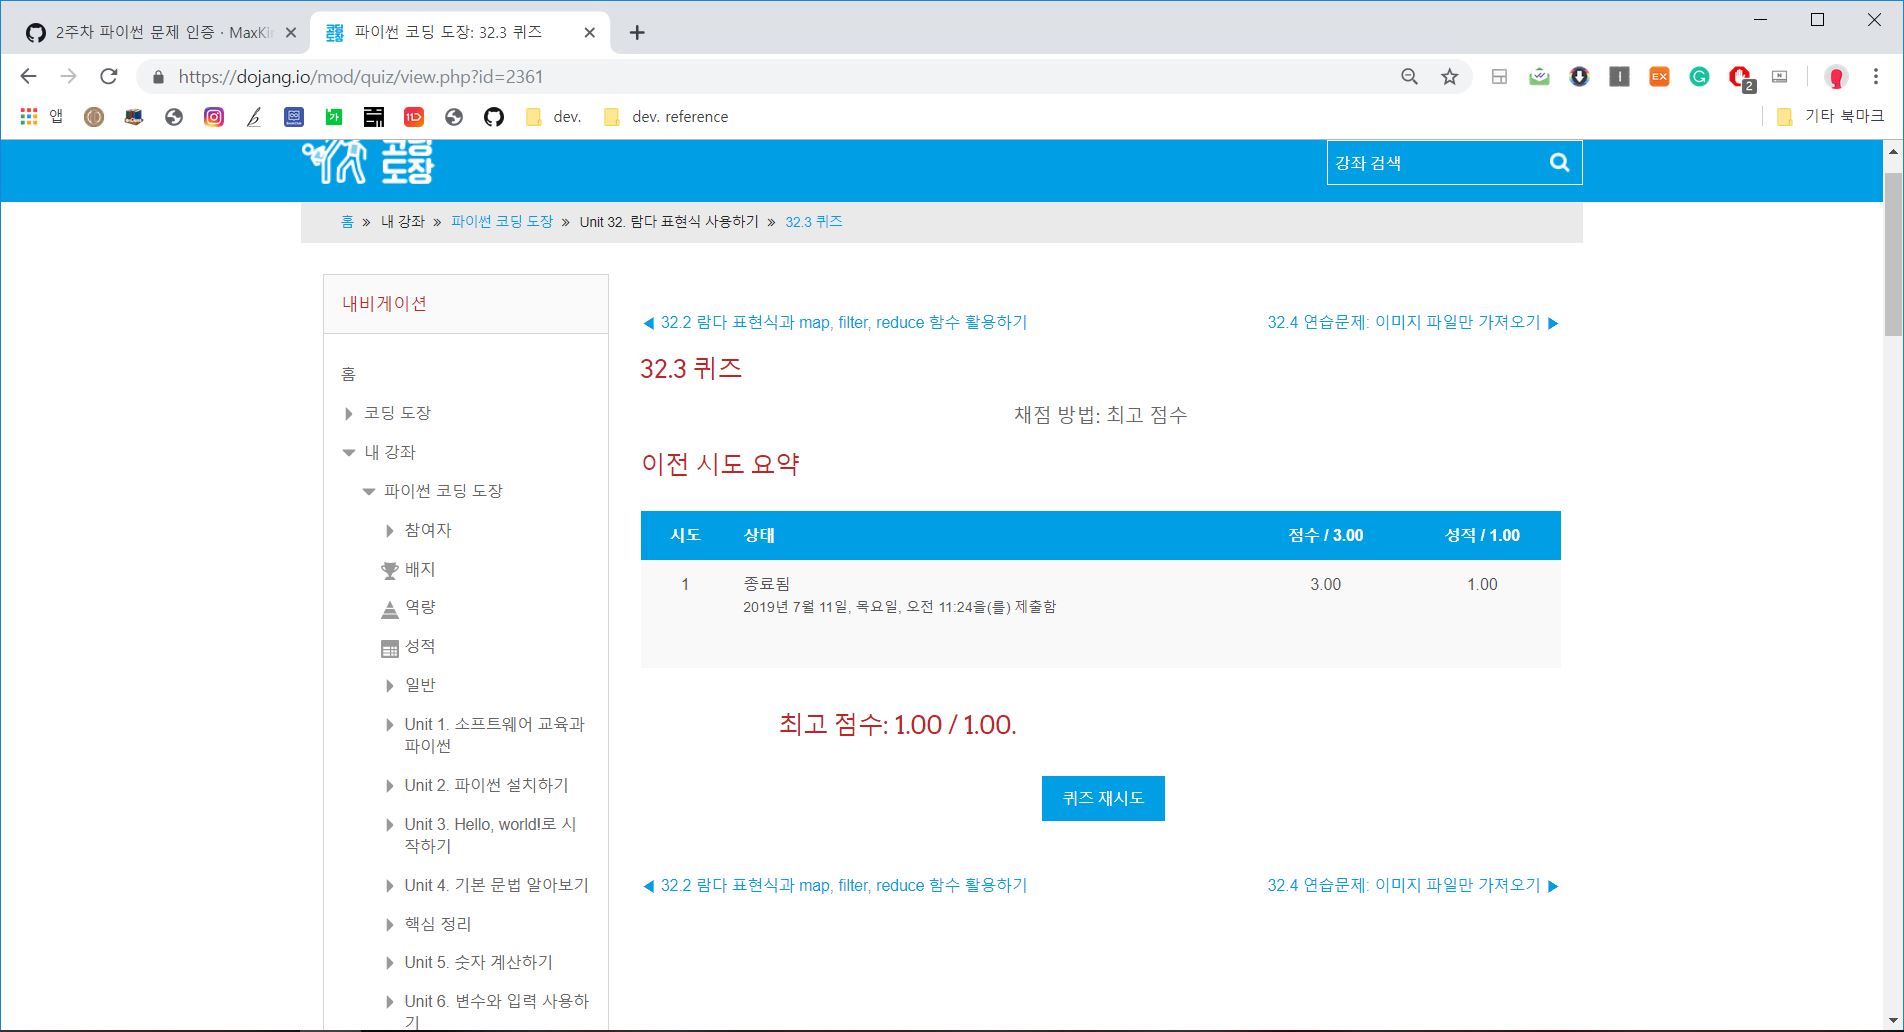 2주차 파이썬 문제 인증 · MaxKi
파이썬 코딩 도장: 32.3 퀴즈
https://dojang.io/mod/quiz/view.php?id=2361
앱
dev.
dev. reference
기타 북마크
코딩
도장
강좌 검색
홈 » 내 강좌 » 파이썬 코딩 도장 » Unit 32. 람다 표현식 사용하기 » 32.3 퀴즈
내비게이션
홈
코딩 도장
내 강좌
파이썬 코딩 도장
참여자
배지
역량
성적
일반
Unit 1. 소프트웨어 교육과
파이썬
Unit 2. 파이썬 설치하기
Unit 3. Hello, world!로 시
작하기
Unit 4. 기본 문법 알아보기
핵심 정리
Unit 5. 숫자 계산하기
Unit 6. 변수와 입력 사용하
기
◀ 32.2 람다 표현식과 map, filter, reduce 함수 활용하기
32.4 연습문제: 이미지 파일만 가져오기 ▶
32.3 퀴즈
채점 방법: 최고 점수
이전 시도 요약
시도 상태 점수 / 3.00 성적 / 1.00
1 종료됨 3.00 1.00
2019년 7월 11일, 목요일, 오전 11:24을(를) 제출함
최고 점수: 1.00 / 1.00.
퀴즈 재시도
◀ 32.2 람다 표현식과 map, filter, reduce 함수 활용하기
32.4 연습문제: 이미지 파일만 가져오기 ▶